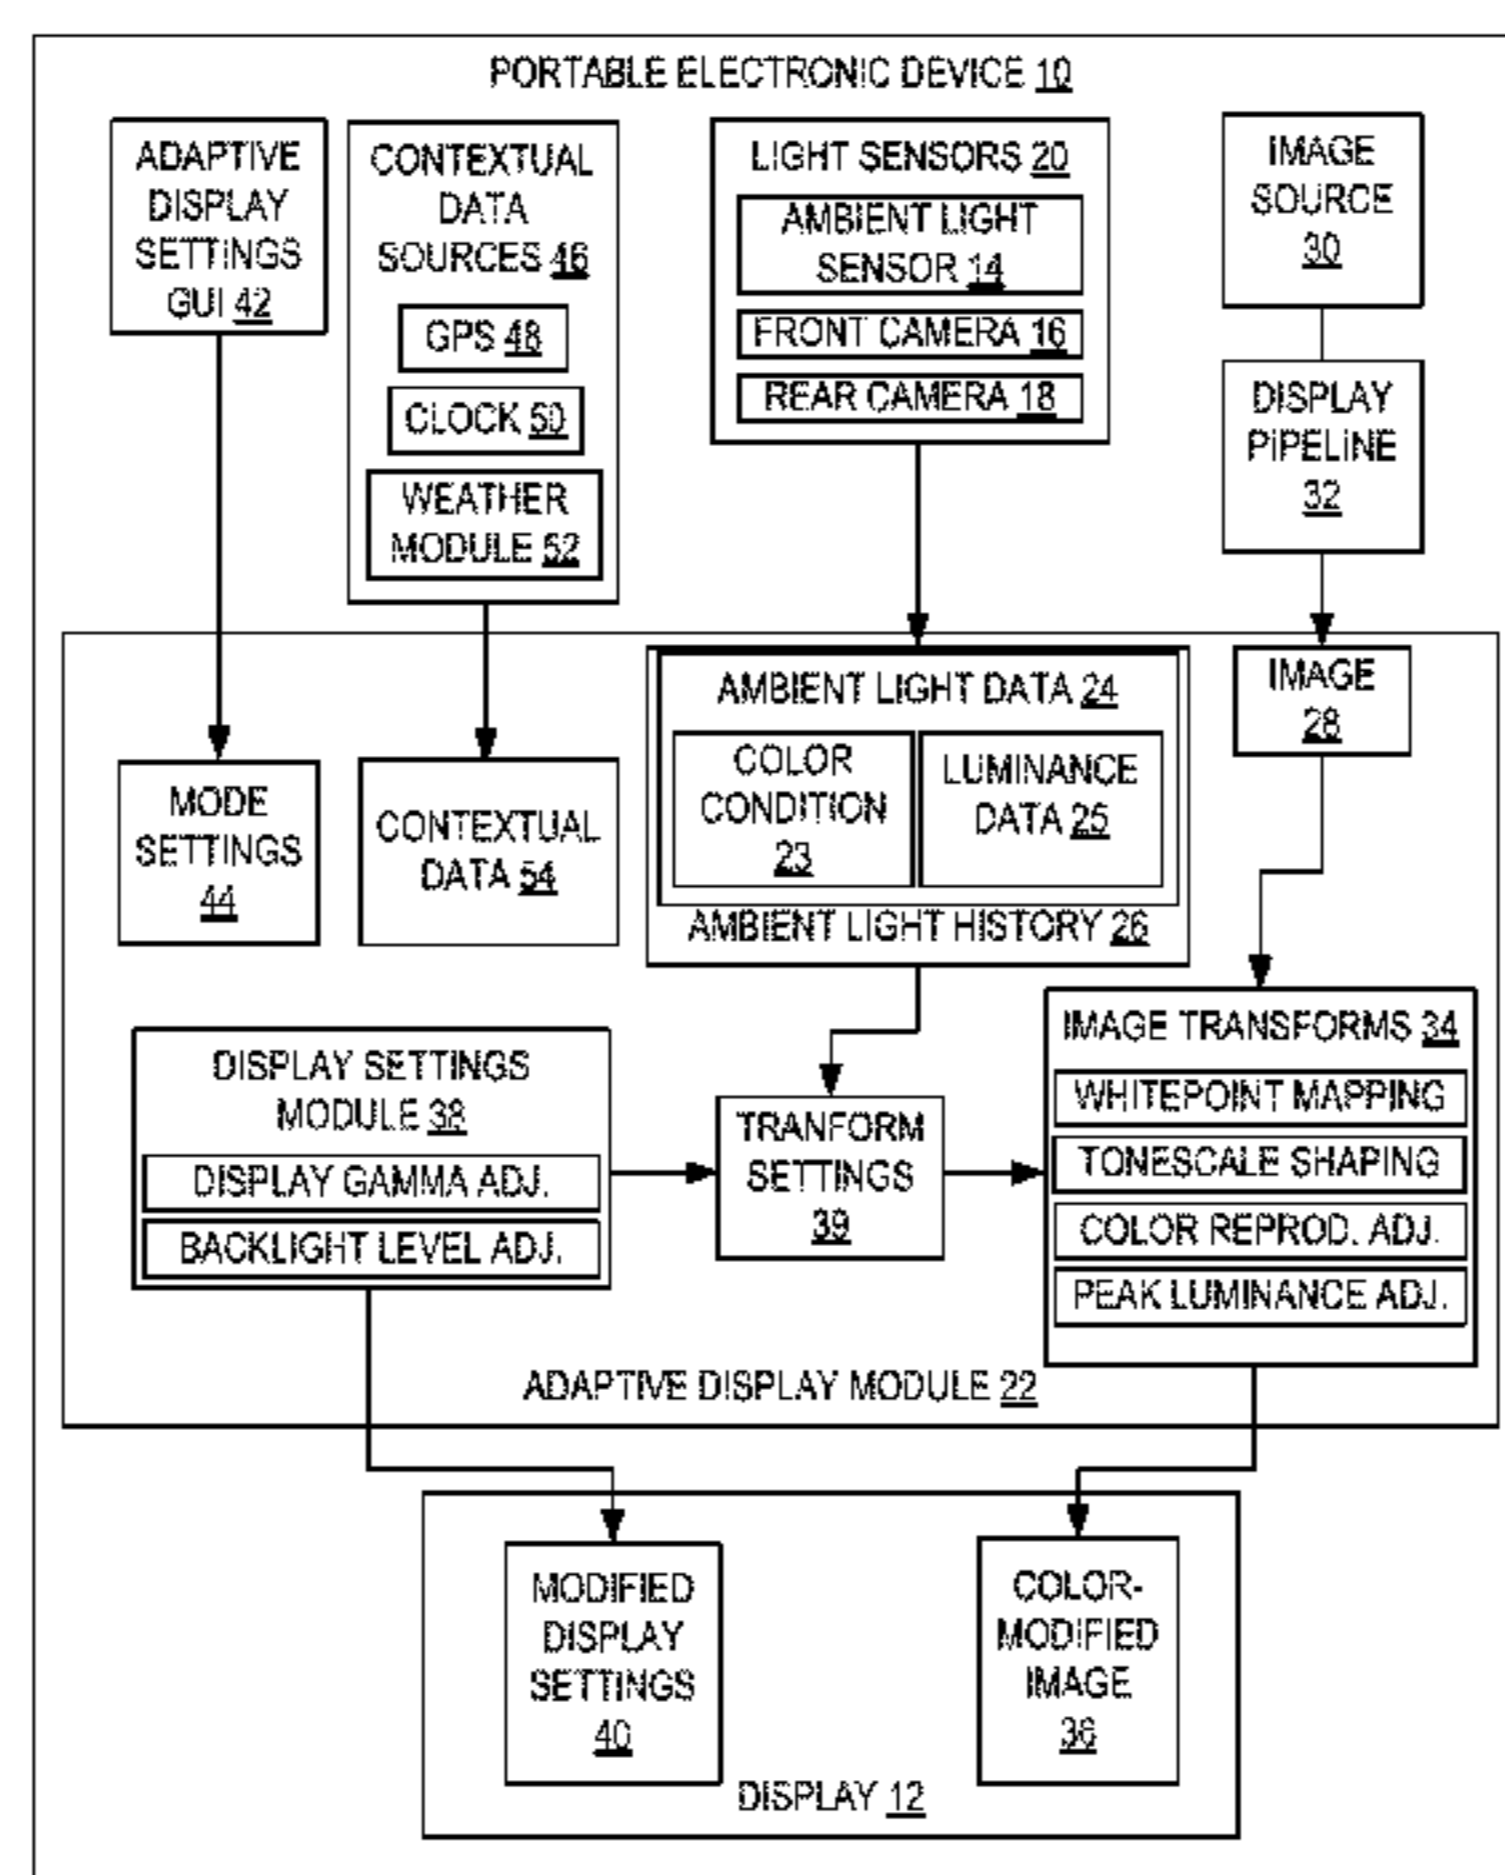 PORTABLE ELECTRONIC DEVICE 10
ADAPTIVE
DISPLAY
SETTINGS
GUI 42
CONTEXTUAL
DATA
SOURCES 46
GPS 48
CLOCK 50
WEATHER
MODULE 52
LIGHT SENSORS 20
AMBIENT LIGHT
SENSOR 14
FRONT CAMERA 16
REAR CAMERA 18
IMAGE
SOURCE
30
DISPLAY
PIPELINE
32
MODE
SETTINGS
44
CONTEXTUAL
DATA 54
AMBIENT LIGHT DATA 24
COLOR
CONDITION
23
LUMINANCE
DATA 25
AMBIENT LIGHT HISTORY 26
IMAGE
28
DISPLAY SETTINGS
MODULE 38
DISPLAY GAMMA ADJ.
BACKLIGHT LEVEL ADJ.
TRANFORM
SETTINGS
39
IMAGE TRANSFORMS 34
WHITEPOINT MAPPING
TONESCALE SHAPING
COLOR REPROD. ADJ.
PEAK LUMINANCE ADJ.
ADAPTIVE DISPLAY MODULE 22
MODIFIED
DISPLAY
SETTINGS
40
COLOR-
MODIFIED
IMAGE
36
DISPLAY 12